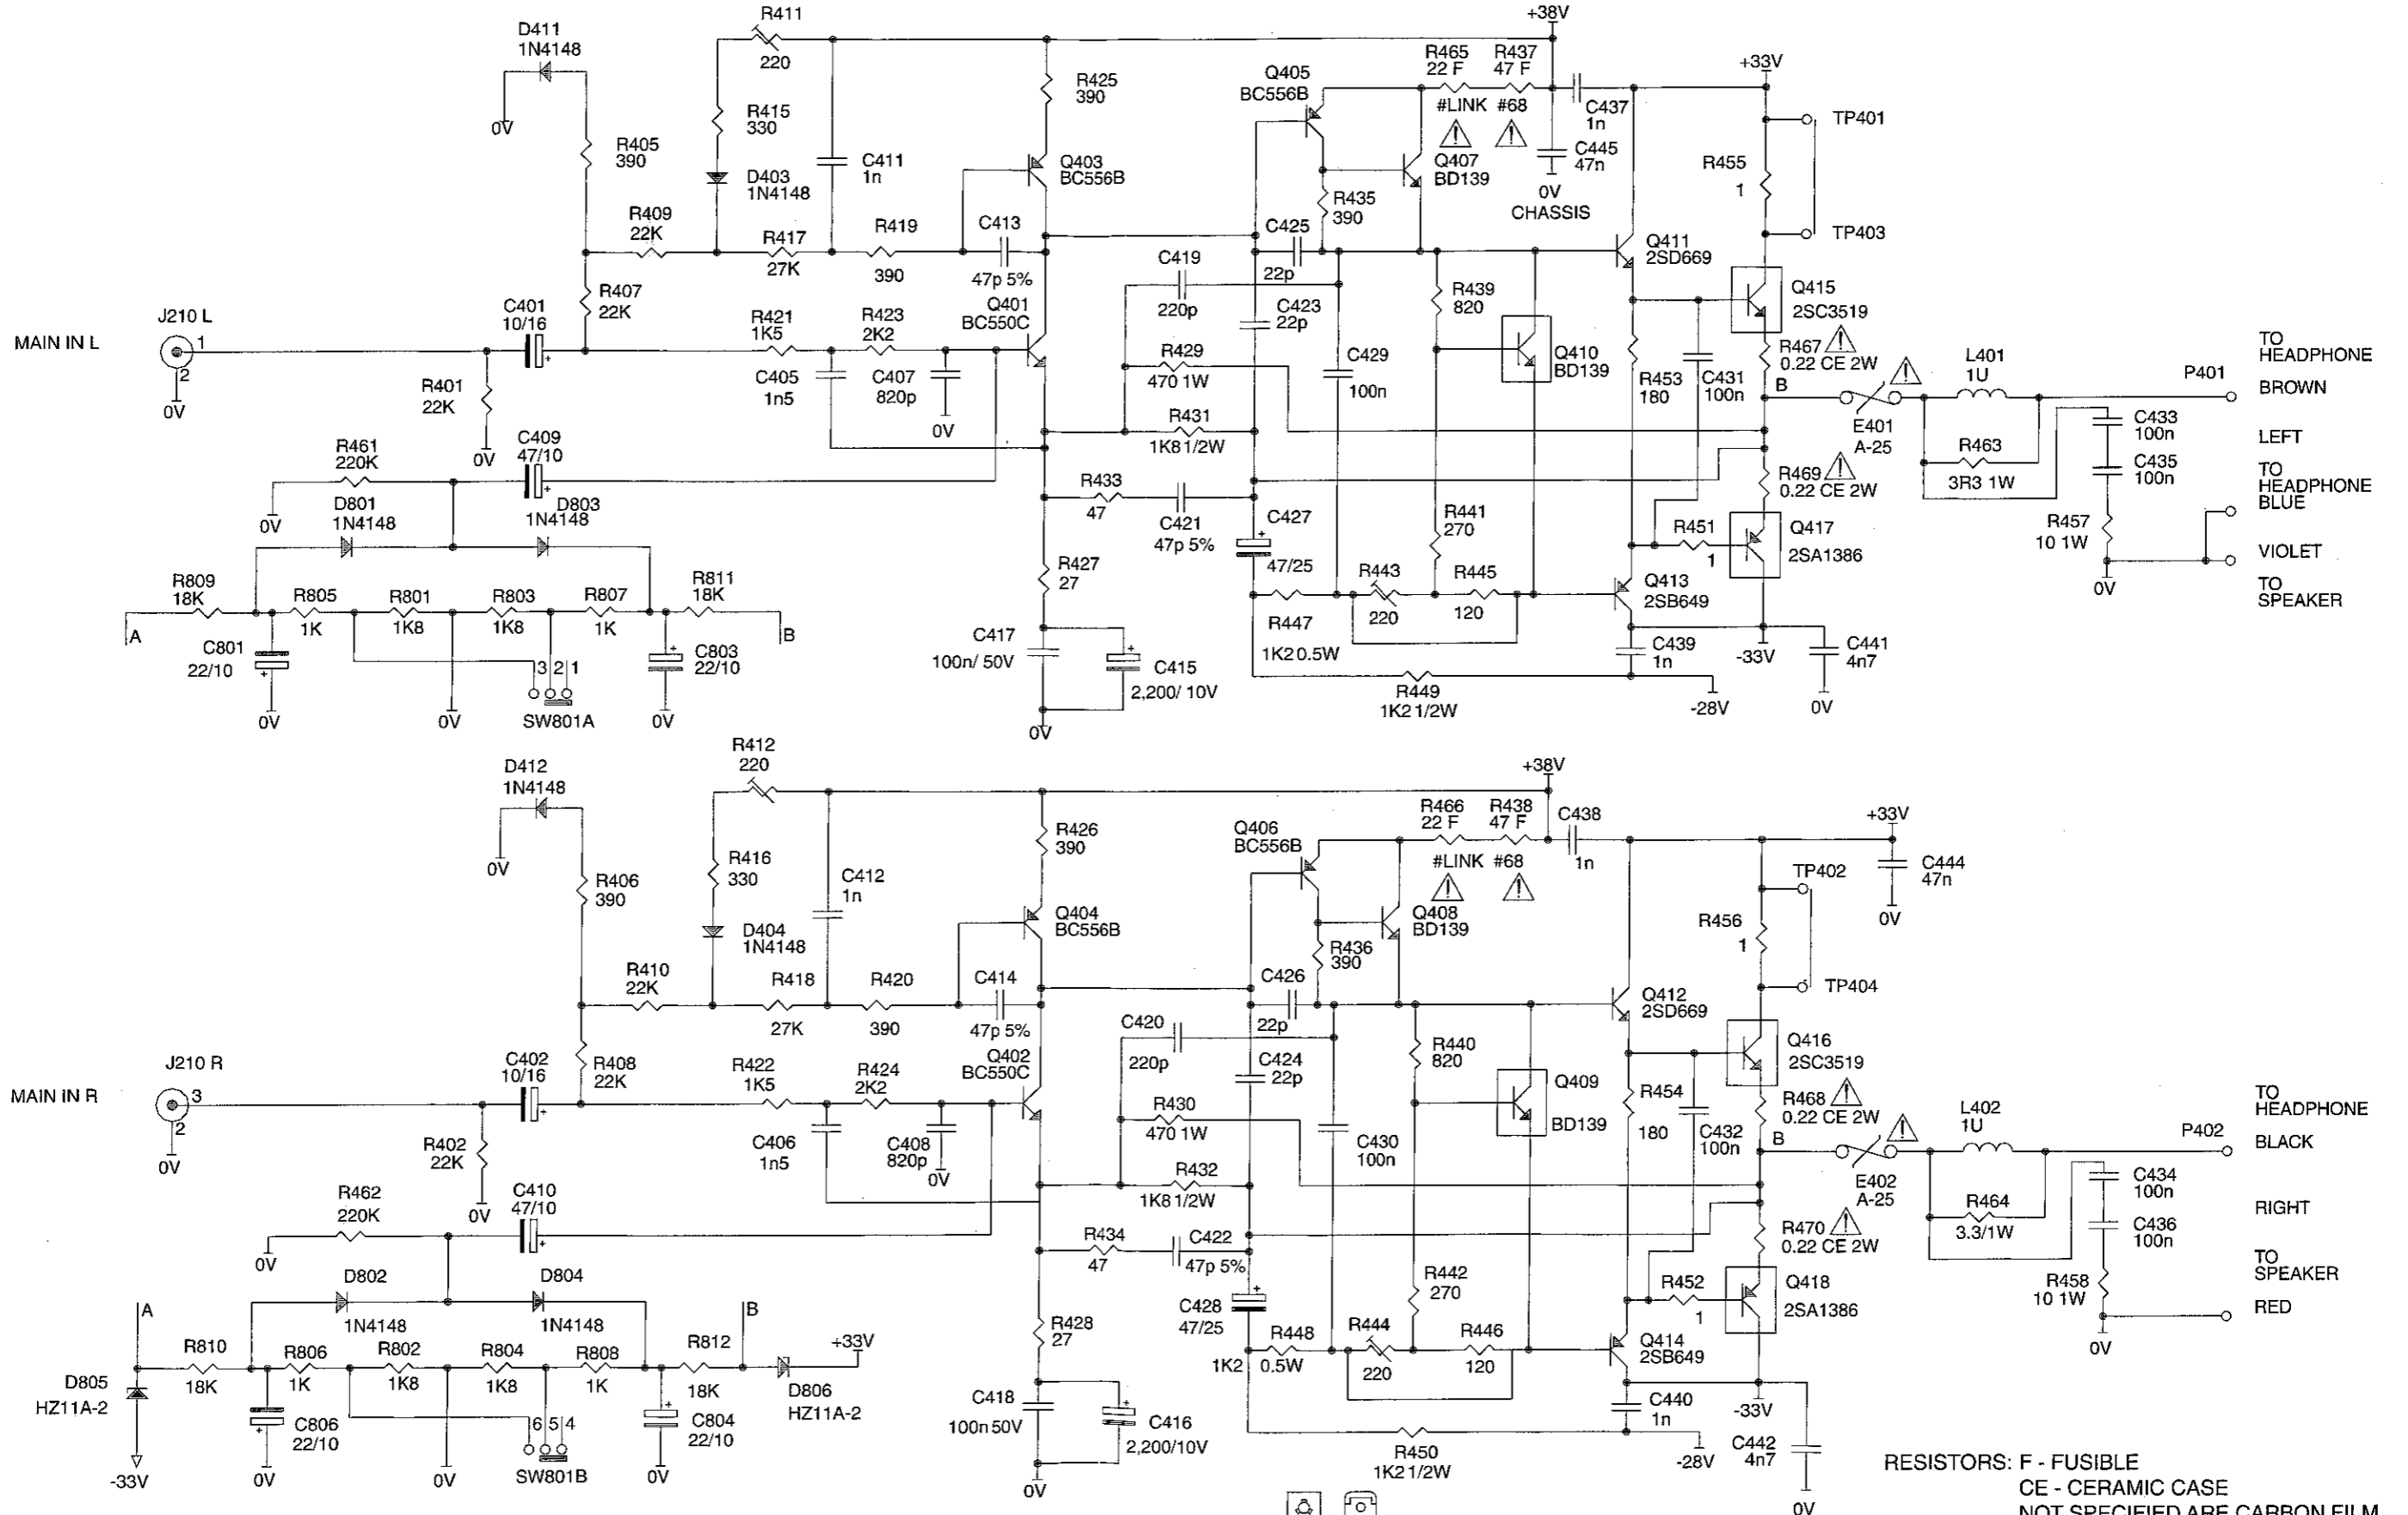 R411
220
D411
1N4148
0V
R405
390
R415
330
D403
1N4148
C411
1n
R425
390
Q403
BC556B
R409
22K
R417
27K
R419
390
C413
47p 5%
Q405
BC556B
R465
22 F
#LINK
R437
47 F
#68
+38V
C437
1n
C445
47n
0V
CHASSIS
Q407
BD139
R435
390
C425
22p
+33V
TP401
R455
1
TP403
Q411
2SD669
Q415
2SC3519
MAIN IN L
J210 L
1
2
0V
C401
10/16
R407
22K
R401
22K
0V
R421
1K5
R423
2K2
Q401
BC550C
C405
1n5
C407
820p
0V
C419
220p
C423
22p
R429
470 1W
R431
1K8 1/2W
C429
100n
R439
820
Q410
BD139
R453
180
C431
100n
R467
0.22 CE 2W
B
E401
A-25
L401
1U
R463
3R3 1W
P401
C433
100n
C435
100n
R457
10 1W
0V
TO
HEADPHONE
BROWN
LEFT
TO
HEADPHONE
BLUE
VIOLET
TO
SPEAKER
R461
220K
0V
C409
47/10
D801
1N4148
D803
1N4148
R433
47
C421
47p 5%
C427
47/25
R441
270
R469
0.22 CE 2W
R451
1
Q417
2SA1386
R809
18K
A
R805
1K
R801
1K8
R803
1K8
R807
1K
R811
18K
B
C801
22/10
0V
0V
3 2 1
SW801A
C803
22/10
0V
R427
27
C417
100n/ 50V
C415
2,200/ 10V
0V
R447
1K2 0.5W
R443
220
R445
120
Q413
2SB649
C439
1n
-33V
C441
4n7
0V
R449
1K2 1/2W
-28V
R412
220
D412
1N4148
0V
R406
390
R416
330
D404
1N4148
C412
1n
R426
390
Q404
BC556B
R410
22K
R418
27K
R420
390
C414
47p 5%
Q406
BC556B
R466
22 F
#LINK
R438
47 F
#68
+38V
C438
1n
Q408
BD139
R436
390
C426
22p
+33V
C444
47n
0V
TP402
R456
1
TP404
Q412
2SD669
Q416
2SC3519
MAIN IN R
J210 R
3
2
0V
C402
10/16
R408
22K
R402
22K
0V
R422
1K5
R424
2K2
Q402
BC550C
C406
1n5
C408
820p
0V
C420
220p
C424
22p
R430
470 1W
R432
1K8 1/2W
C430
100n
R440
820
Q409
BD139
R454
180
C432
100n
R468
0.22 CE 2W
B
E402
A-25
L402
1U
R464
3.3/1W
P402
C434
100n
C436
100n
R458
10 1W
0V
TO
HEADPHONE
BLACK
RIGHT
TO
SPEAKER
RED
R462
220K
0V
C410
47/10
D802
1N4148
D804
1N4148
R434
47
C422
47p 5%
C428
47/25
R442
270
R470
0.22 CE 2W
R452
1
Q418
2SA1386
A
R810
18K
D805
HZ11A-2
-33V
R806
1K
R802
1K8
R804
1K8
R808
1K
R812
18K
B
+33V
D806
HZ11A-2
C806
22/10
0V
0V
6 5 4
SW801B
C804
22/10
0V
R428
27
C418
100n 50V
C416
2,200/10V
0V
R448
1K2 0.5W
R444
220
R446
120
Q414
2SB649
C440
1n
-33V
C442
4n7
0V
R450
1K2 1/2W
-28V
RESISTORS: F - FUSIBLE
CE - CERAMIC CASE
NOT SPECIFIED ARE CARBON FILM